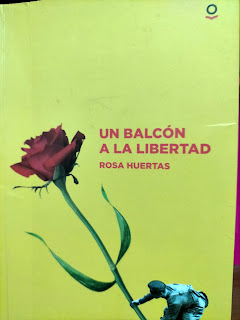 UN BALCÓN
A LA LIBERTAD
ROSA HUERTAS